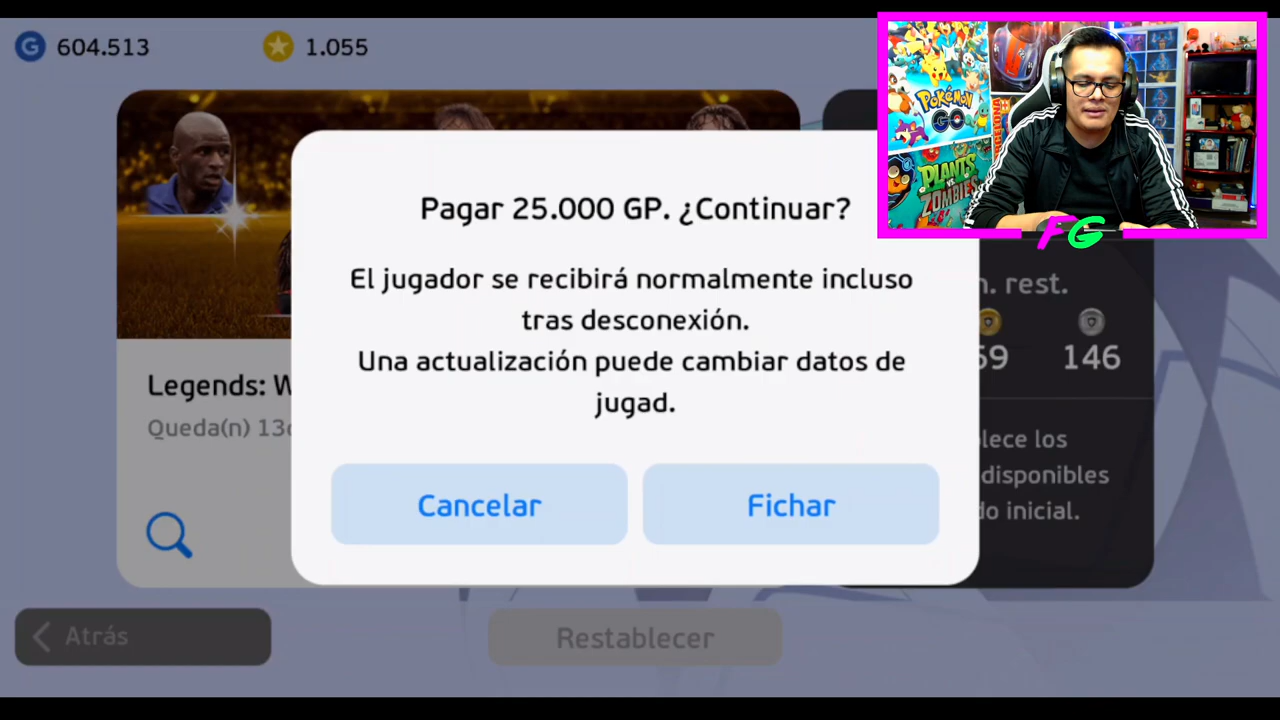 604.513
1.055
Pagar 25.000 GP. ¿Continuar?
El jugador se recibirá normalmente incluso
tras desconexión.
Una actualización puede cambiar datos de
jugad.
Cancelar
Fichar
Legends: W
Queda(n) 13
n. rest.
59
146
lece los
disponibles
do inicial.
Atrás
Restablecer
POKÉMON
GO
PLANTS
VS.
ZOMBIES
FG